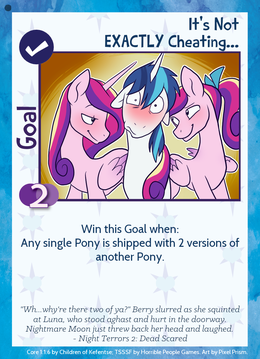 It's Not
EXACTLY Cheating...
Goal
2
Win this Goal when:
Any single Pony is shipped with 2 versions of
another Pony.
"Wh...why're there two of ya?" Berry slurred as she squinted
at Luna, who stood aghast and hurt in the doorway.
Nightmare Moon just threw back her head and laughed.
- Night Terrors 2: Dead Scared
Core 1.1.6 by Children of Kefentse. TSSSF by Horrible People Games. Art by Pixel Prism.